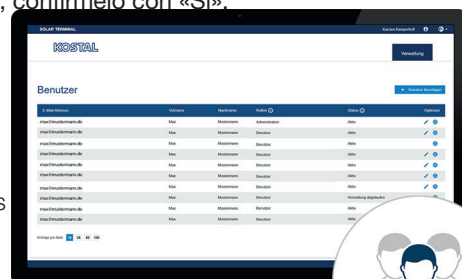 , confírmelo con «Sí».
SOLAR TERMINAL
KOSTAL
Verwaltung
Benutzer
+ Benutzer hinzufügen
E-Mail-Adresse Vorname Nachname Rolle Status Optionen
max@mustermann.de Max Mustermann Administrator Aktiv
max@mustermann.de Max Mustermann Benutzer Aktiv
max@mustermann.de Max Mustermann Benutzer Aktiv
max@mustermann.de Max Mustermann Benutzer Aktiv
max@mustermann.de Max Mustermann Benutzer Aktiv
max@mustermann.de Max Mustermann Benutzer Aktiv
max@mustermann.de Max Mustermann Benutzer Aktiv
s
max@mustermann.de Max Mustermann Benutzer Anmeldung abgelaufen
max@mustermann.de Max Mustermann Benutzer Aktiv
max@mustermann.de Max Mustermann Benutzer Aktiv
Einträge pro Seite: 10 25 50 100